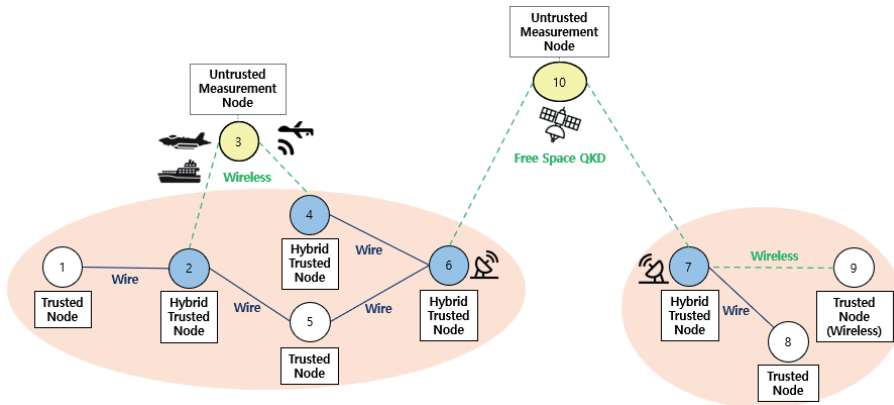 Untrusted
Measurement
Node
10
Untrusted
Measurement
Node
3
Free Space QKD
Wireless
4
Wire
Hybrid
Trusted
Node
1
Wire
2
6
Trusted
Node
Hybrid
Trusted
Node
Wire
5
Wire
Hybrid
Trusted
Node
Trusted
Node
7
Wireless
9
Hybrid
Trusted
Node
Wire
Trusted
Node
(Wireless)
8
Trusted
Node